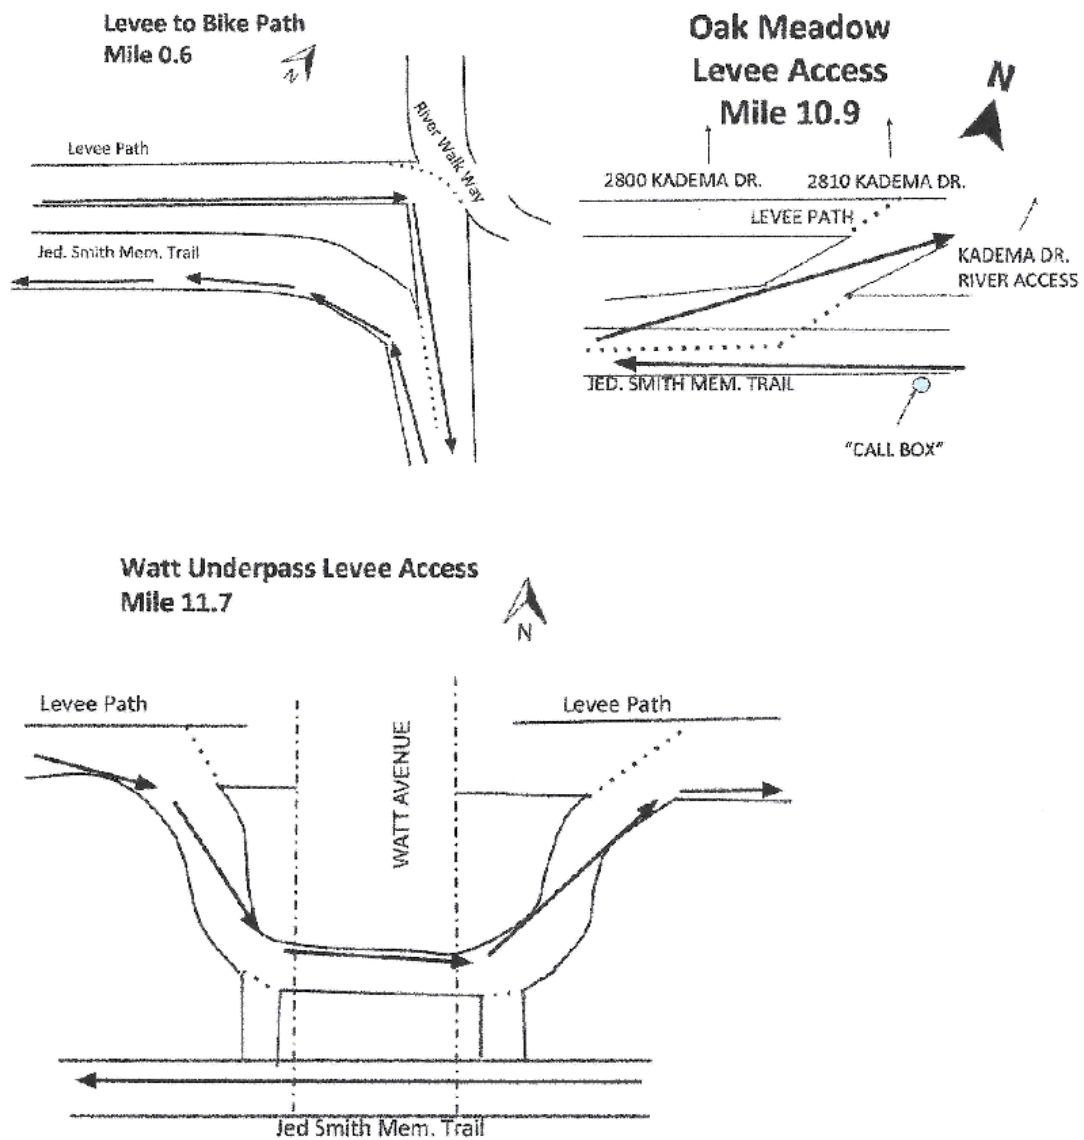 Levee to Bike Path
Mile 0.6
N
River Walk Way
Levee Path
Jed. Smith Mem. Trail
Oak Meadow
Levee Access
Mile 10.9
N
2800 KADEMA DR.
2810 KADEMA DR.
LEVEE PATH
KADEMA DR.
RIVER ACCESS
JED. SMITH MEM. TRAIL
"CALL BOX"
Watt Underpass Levee Access
Mile 11.7
N
Levee Path
Levee Path
WATT AVENUE
Jed Smith Mem. Trail